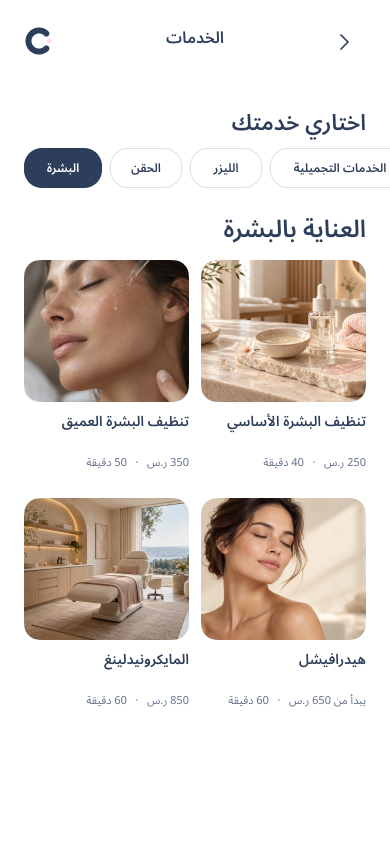 الخدمات
اختاري خدمتك
الخدمات التجميلية
الليزر
الحقن
البشرة
العناية بالبشرة
تنظيف البشرة الأساسي
250 ر.س · 40 دقيقة
تنظيف البشرة العميق
350 ر.س · 50 دقيقة
هيدرافيشل
يبدأ من 650 ر.س · 60 دقيقة
المايكرونيدلينغ
850 ر.س · 60 دقيقة